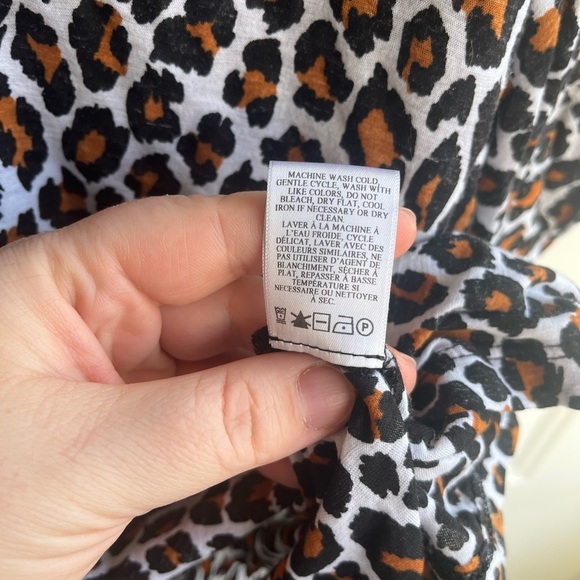 MACHINE WASH COLD,
GENTLE CYCLE, WASH WITH
LIKE COLORS, DO NOT
BLEACH, DRY FLAT, COOL
IRON IF NECESSARY OR DRY
CLEAN.
LAVER À LA MACHINE À
L'EAU FROIDE, CYCLE
DÉLICAT, LAVER AVEC DES
COULEURS SIMILAIRES, NE
PAS UTILISER D'AGENT DE
BLANCHIMENT, SÉCHER À
PLAT, REPASSER À BASSE
TEMPÉRATURE SI
NECESSAIRE OU NETTOYER
À SEC.
P